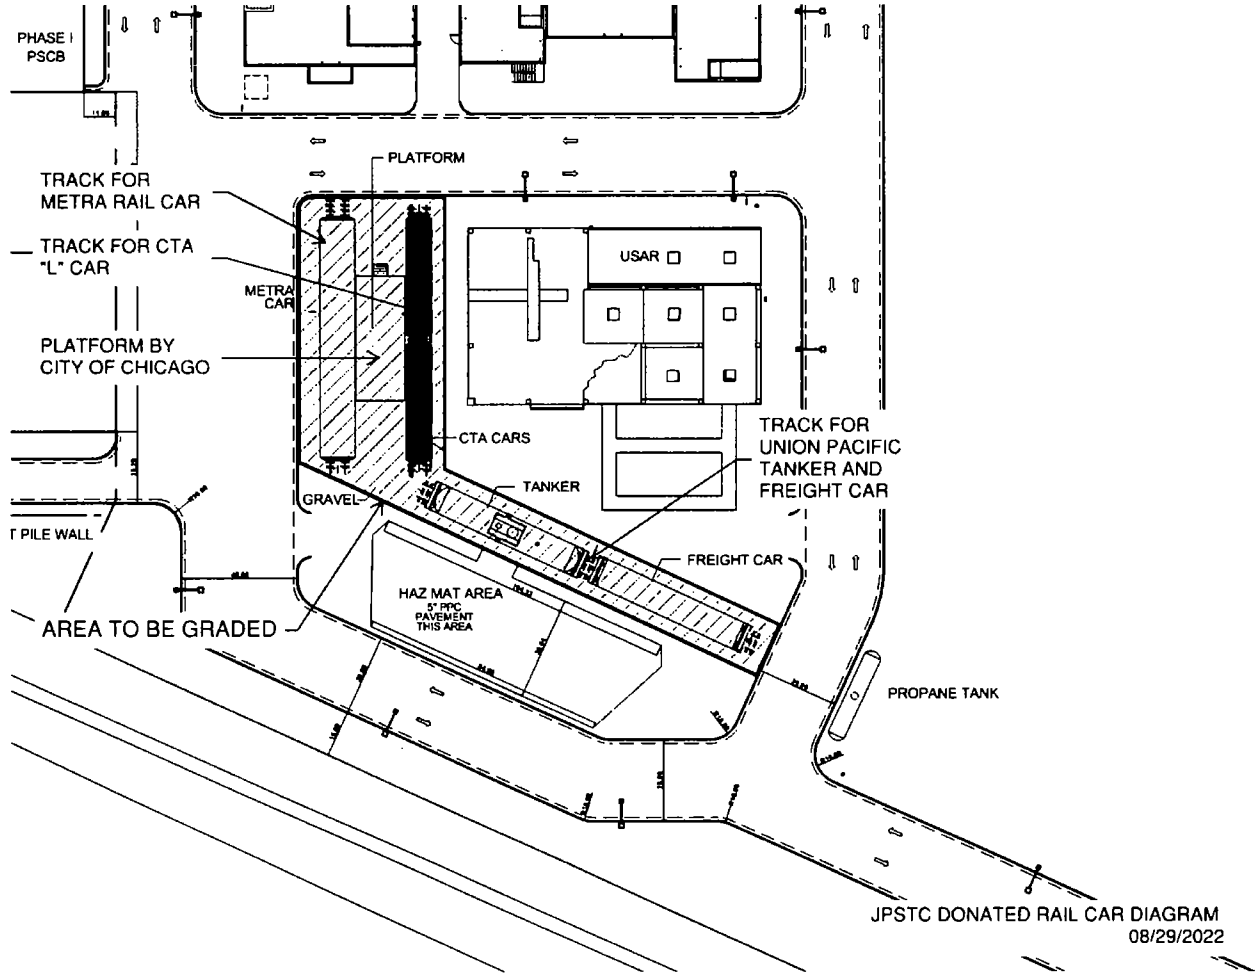 PHASE I
PSCB
PLATFORM
TRACK FOR
METRA RAIL CAR
TRACK FOR CTA
"L" CAR
USAR
METRA
CAR
PLATFORM BY
CITY OF CHICAGO
CTA CARS
TRACK FOR
UNION PACIFIC
TANKER AND
FREIGHT CAR
TANKER
GRAVEL
T PILE WALL
FREIGHT CAR
HAZ MAT AREA
5" PPC
PAVEMENT
THIS AREA
AREA TO BE GRADED
PROPANE TANK
JPSTC DONATED RAIL CAR DIAGRAM
08/29/2022